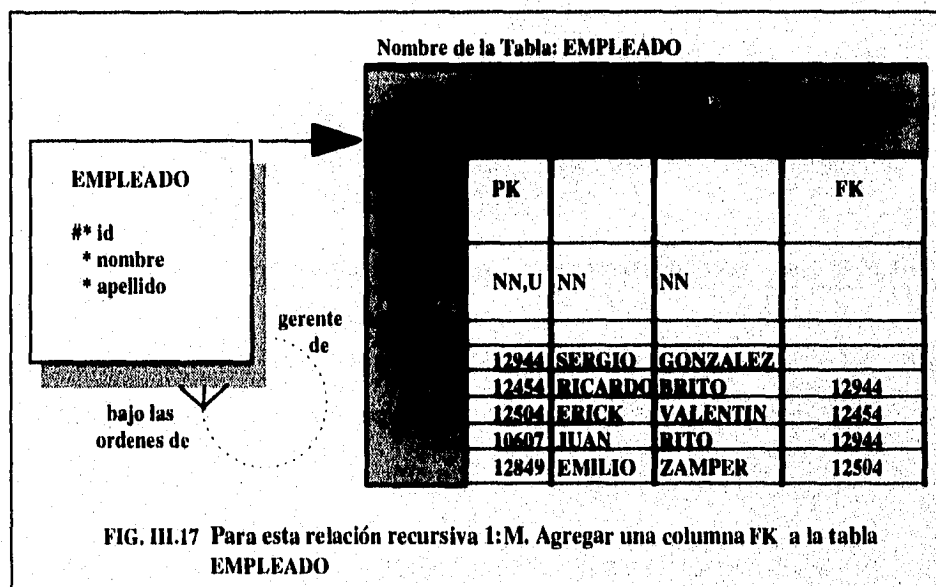 Nombre de la Tabla: EMPLEADO
EMPLEADO
#* id
* nombre
* apellido
gerente
de
bajo las
ordenes de
PK FK
NN,U NN NN
12944 SERGIO GONZALEZ
12454 RICARDO BRITO 12944
12504 ERICK VALENTIN 12454
10607 JUAN RITO 12944
12849 EMILIO ZAMPER 12504
FIG. III.17 Para esta relación recursiva 1:M. Agregar una columna FK a la tabla
EMPLEADO